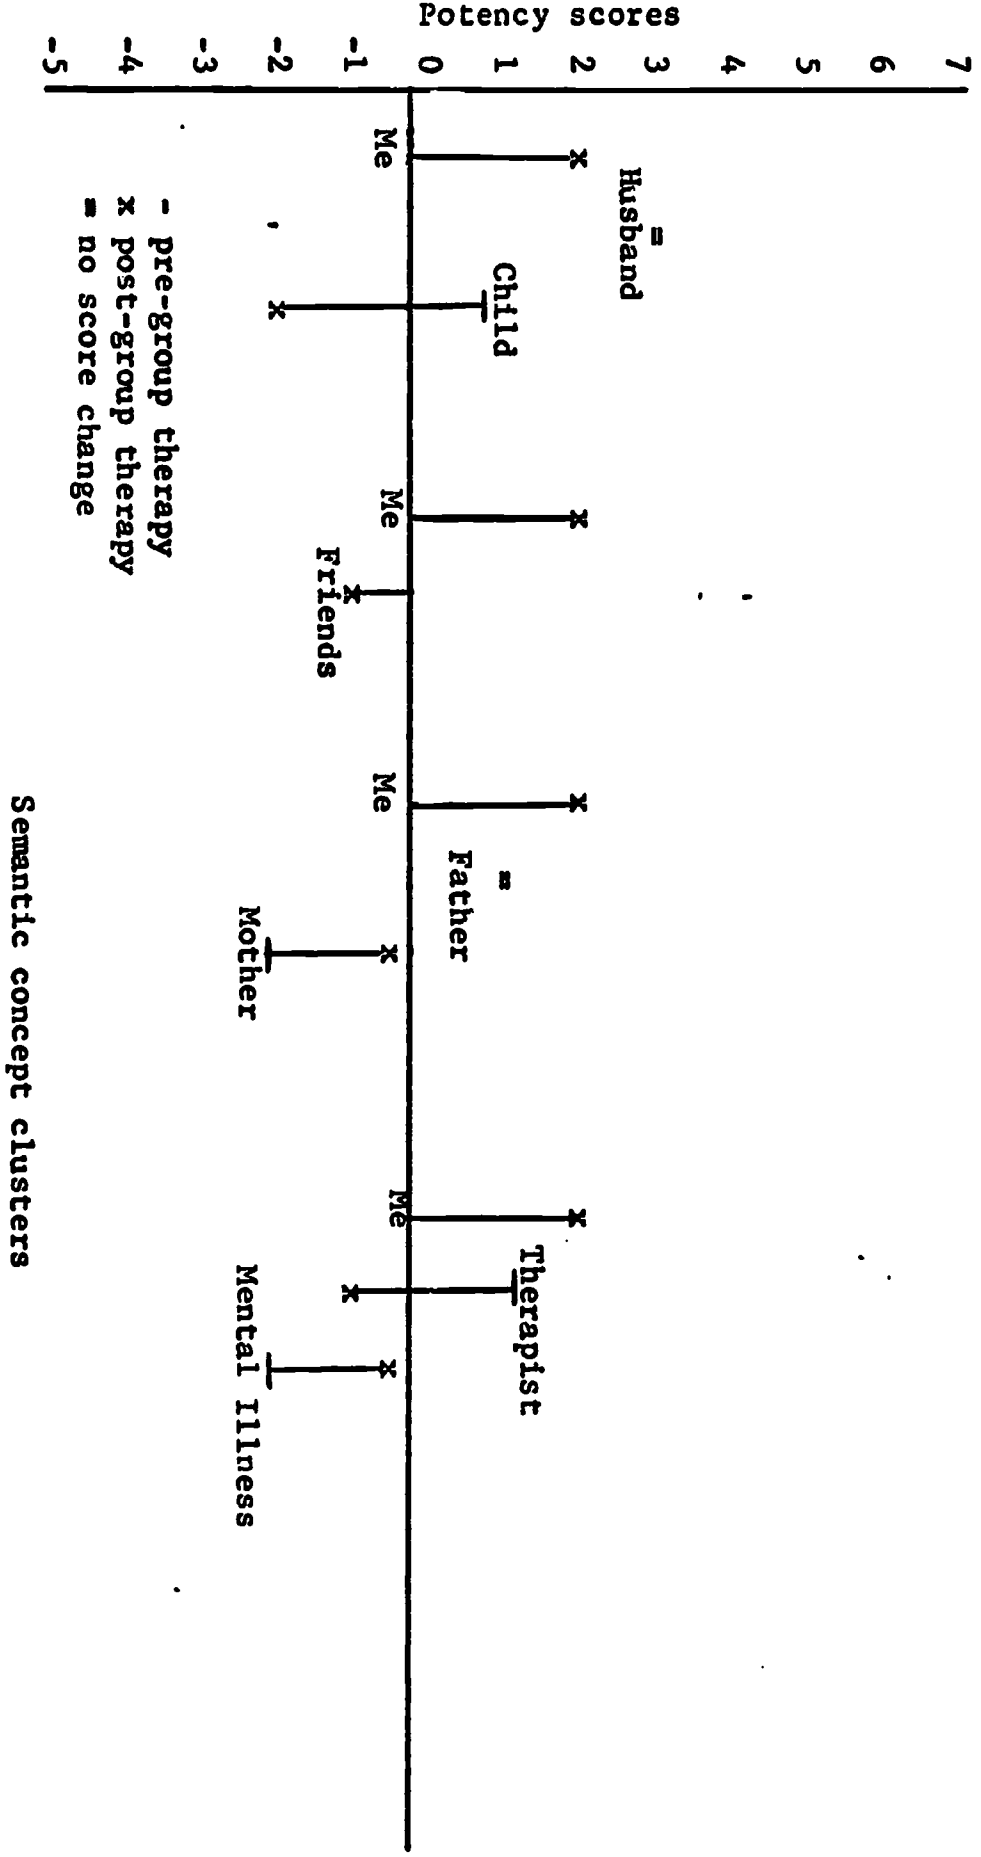 Potency scores
7
6
5
4
3
2
1
0
-1
-2
-3
-4
-5
=
Husband
x
Me
Child
x
x
Me
x
Friends
x
Me
=
Father
x
Mother
x
Me
Therapist
x
x
Mental Illness
- pre-group therapy
x post-group therapy
= no score change
Semantic concept clusters